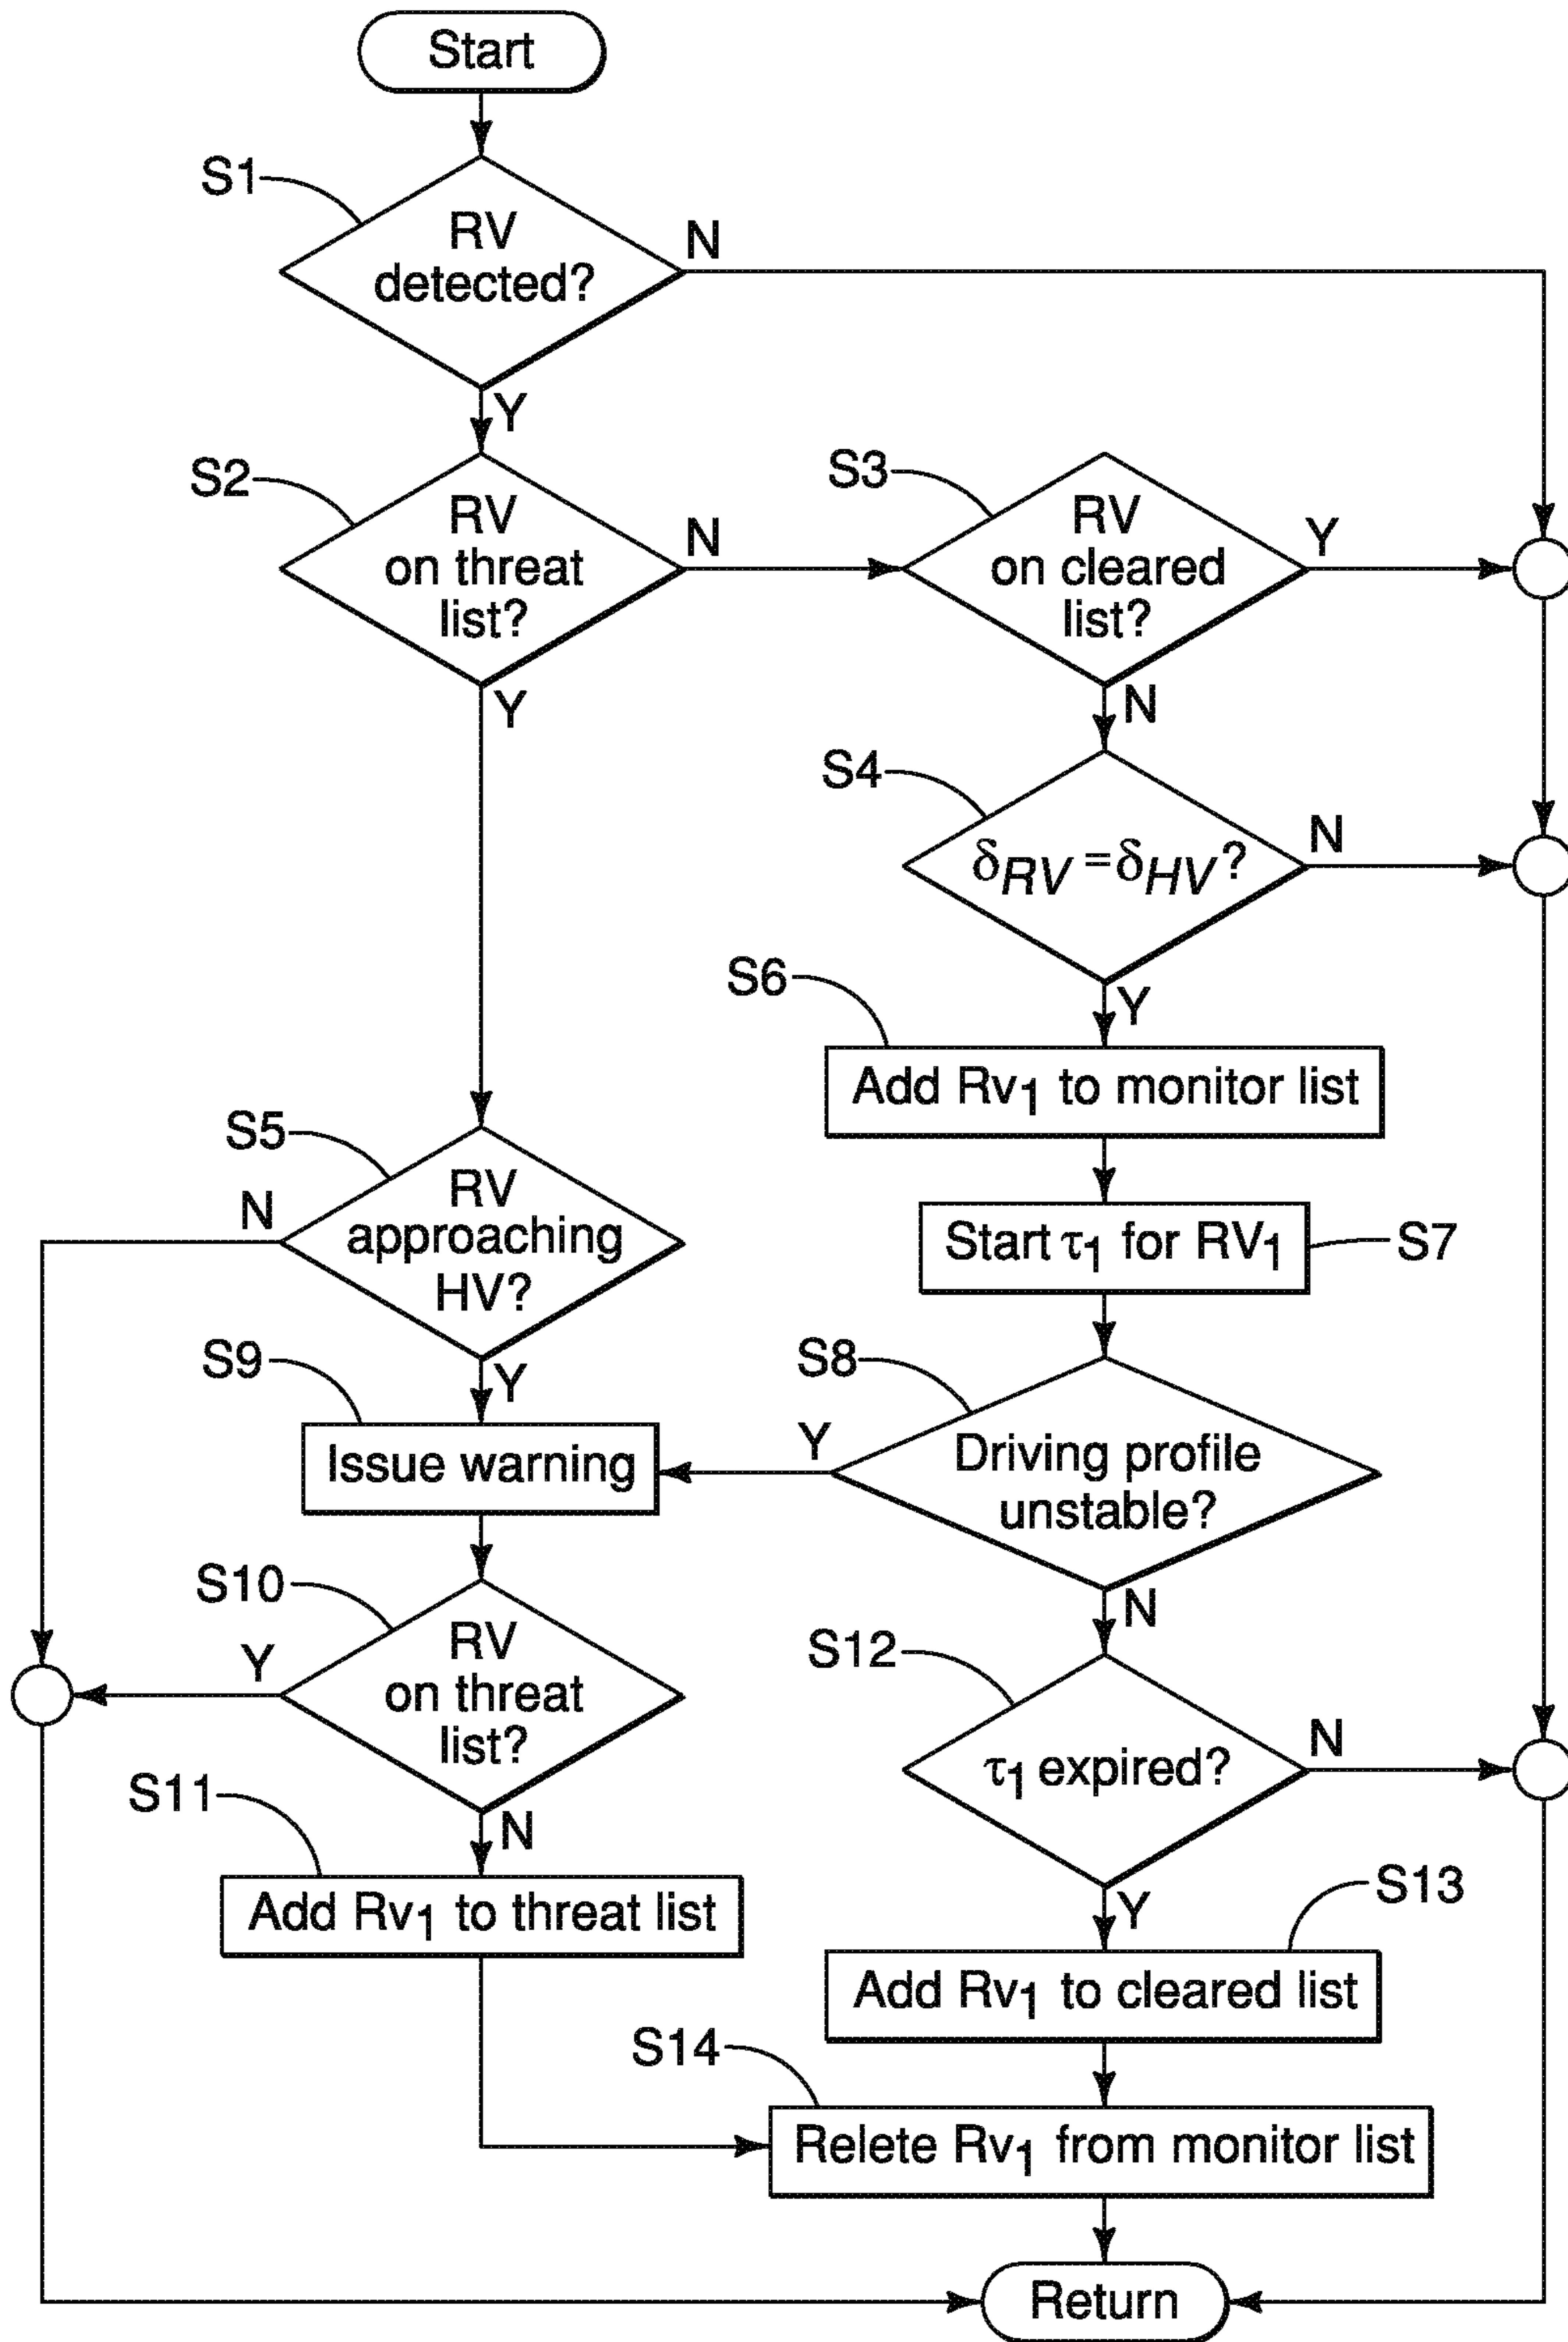 Start
S1
RV
detected?
N
Y
S2
RV
on threat
list?
N
Y
S3
RV
on cleared
list?
Y
N
S4
δRV = δHV ?
N
Y
S6
Add Rv1 to monitor list
S5
RV
approaching
HV?
N
Y
Start τ1 for RV1
S7
S9
Issue warning
S8
Driving profile
unstable?
Y
N
S10
RV
on threat
list?
Y
N
S12
τ1 expired?
N
Y
S11
Add Rv1 to threat list
S13
Add Rv1 to cleared list
S14
Relete Rv1 from monitor list
Return